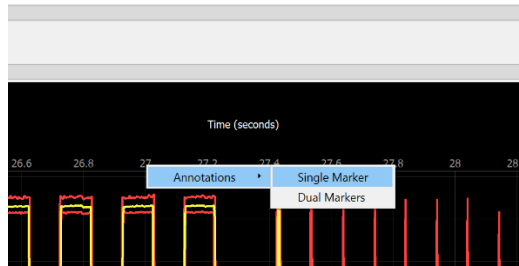 Time (seconds)
26.6 26.8 27 27.2 27.4 27.6 27.8 28 28
Annotations
Single Marker
Dual Markers